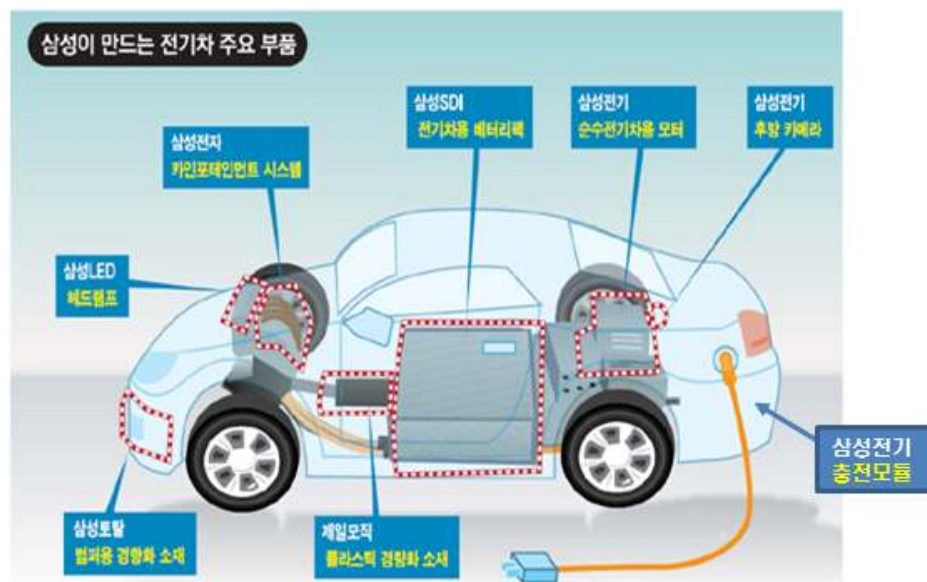 삼성이 만드는 전기차 주요 부품
삼성SDI
전기차용 배터리팩
삼성전기
순수전기차용 모터
삼성전기
후방 카메라
삼성전자
카인포테인먼트 시스템
삼성LED
헤드램프
삼성전기
충전모듈
삼성토탈
범퍼용 경량화 소재
제일모직
플라스틱 경량화 소재